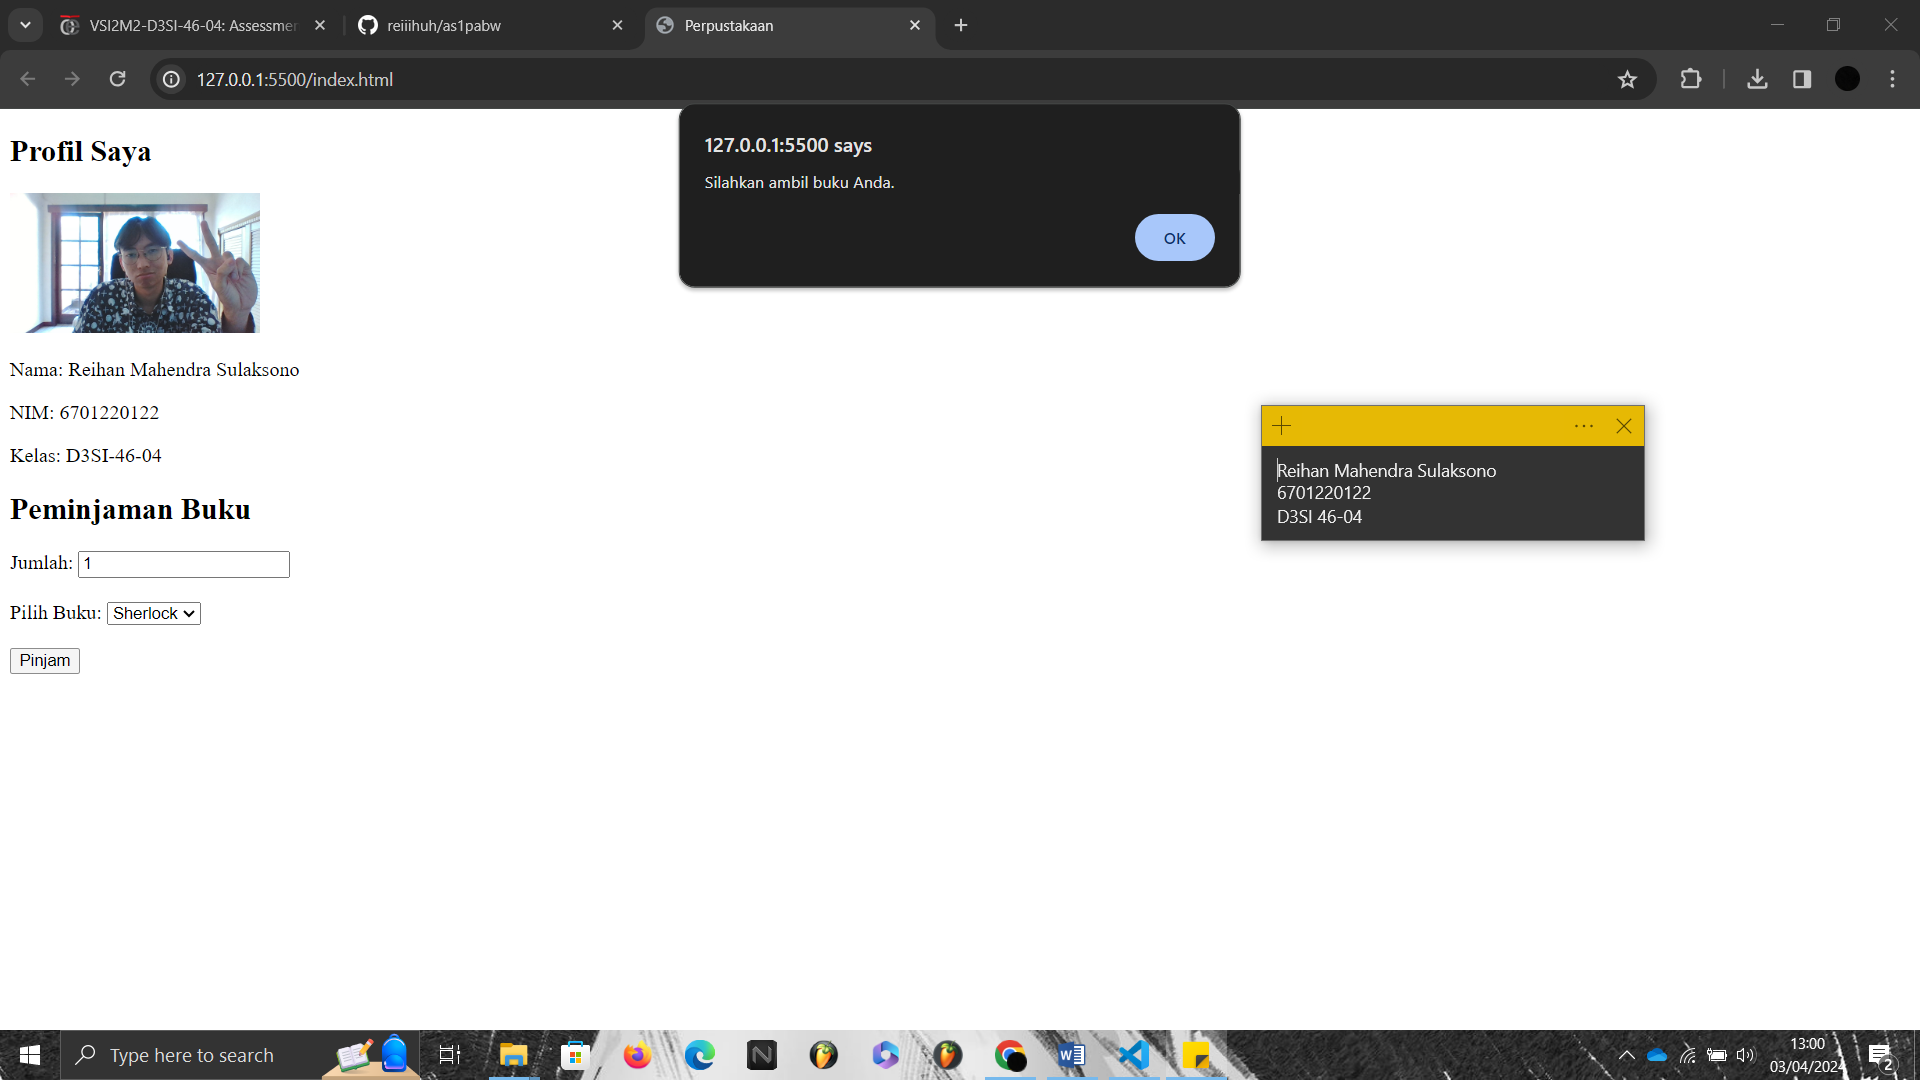 VSI2M2-D3SI-46-04: Assessmen
reiiihuh/as1pabw
Perpustakaan
127.0.0.1:5500/index.html
127.0.0.1:5500 says
Silahkan ambil buku Anda.
OK
Profil Saya
Nama: Reihan Mahendra Sulaksono
NIM: 6701220122
Kelas: D3SI-46-04
Peminjaman Buku
Jumlah: 1
Pilih Buku: Sherlock
Pinjam
Reihan Mahendra Sulaksono
6701220122
D3SI 46-04
Type here to search
13:00
03/04/2024
2